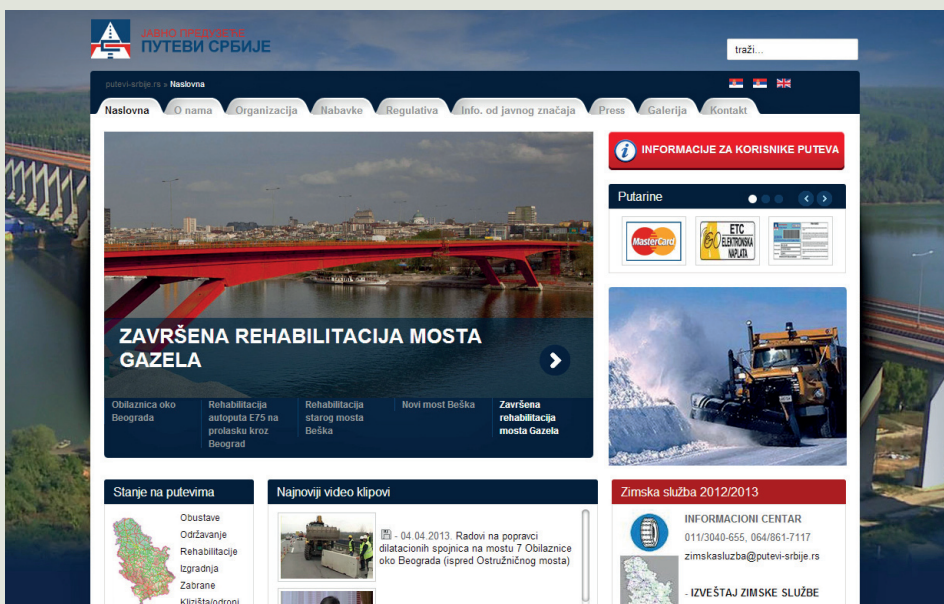 ЈАВНО ПРЕДУЗЕЋЕ
ПУТЕВИ СРБИЈЕ
traži...
putevi-srbije.rs » Naslovna
Naslovna O nama Organizacija Nabavke Regulativa Info. od javnog značaja Press Galerija Kontakt
INFORMACIJE ZA KORISNIKE PUTEVA
Putarine
MasterCard
ETC
ELEKTRONSKA
NAPLATA
ZAVRŠENA REHABILITACIJA MOSTA
GAZELA
Obilaznica oko
Beograda
Rehabilitacija
autoputa E75 na
prolasku kroz
Beograd
Rehabilitacija
starog mosta
Beška
Novi most Beška
Završena
rehabilitacija
mosta Gazela
Stanje na putevima
Obustave
Održavanje
Rehabilitacije
Izgradnja
Zabrane
Klizišta/odroni
Najnoviji video klipovi
- 04.04.2013. Radovi na popravci
dilatacionih spojnica na mostu 7 Obilaznice
oko Beograda (ispred Ostružničnog mosta)
Zimska služba 2012/2013
INFORMACIONI CENTAR
011/3040-655, 064/861-7117
zimskasluzba@putevi-srbije.rs
- IZVEŠTAJ ZIMSKE SLUŽBE